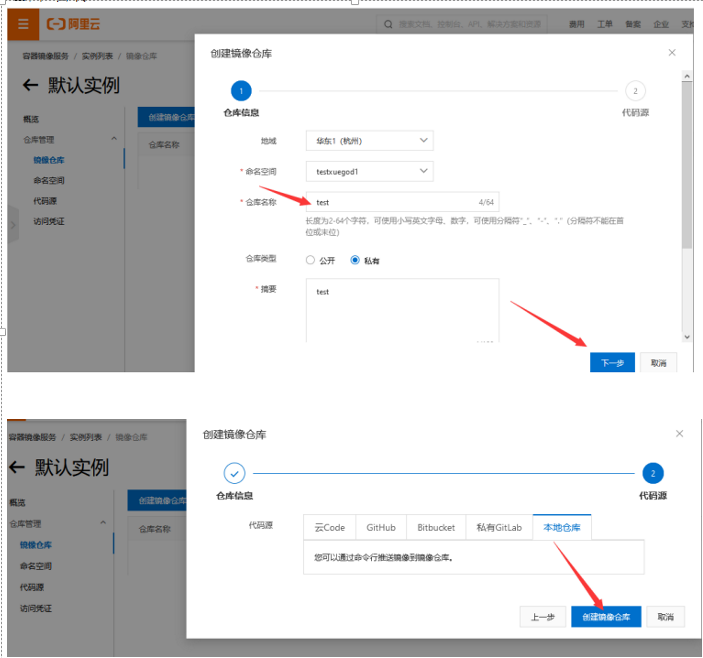 阿里云
搜索文档、控制台、API、解决方案和资源
费用 工单 备案 企业 支持
容器镜像服务 / 实例列表 / 镜像仓库
← 默认实例
概览
仓库管理
镜像仓库
命名空间
代码源
访问凭证
创建镜像仓库
仓库名称
创建镜像仓库
1
仓库信息
2
代码源
地域 华东1 (杭州)
* 命名空间 testxuegod1
* 仓库名称 test 4/64
长度为2-64个字符,可使用小写英文字母、数字,可使用分隔符"_"、"-"、"."(分隔符不能在首
位或末位)
仓库类型 公开 私有
* 摘要 test
下一步 取消
容器镜像服务 / 实例列表 / 镜像仓库
← 默认实例
概览
仓库管理
镜像仓库
命名空间
代码源
访问凭证
创建镜像仓库
仓库名称
创建镜像仓库
仓库信息
2
代码源
代码源 云Code GitHub Bitbucket 私有GitLab 本地仓库
您可以通过命令行推送镜像到镜像仓库。
上一步 创建镜像仓库 取消